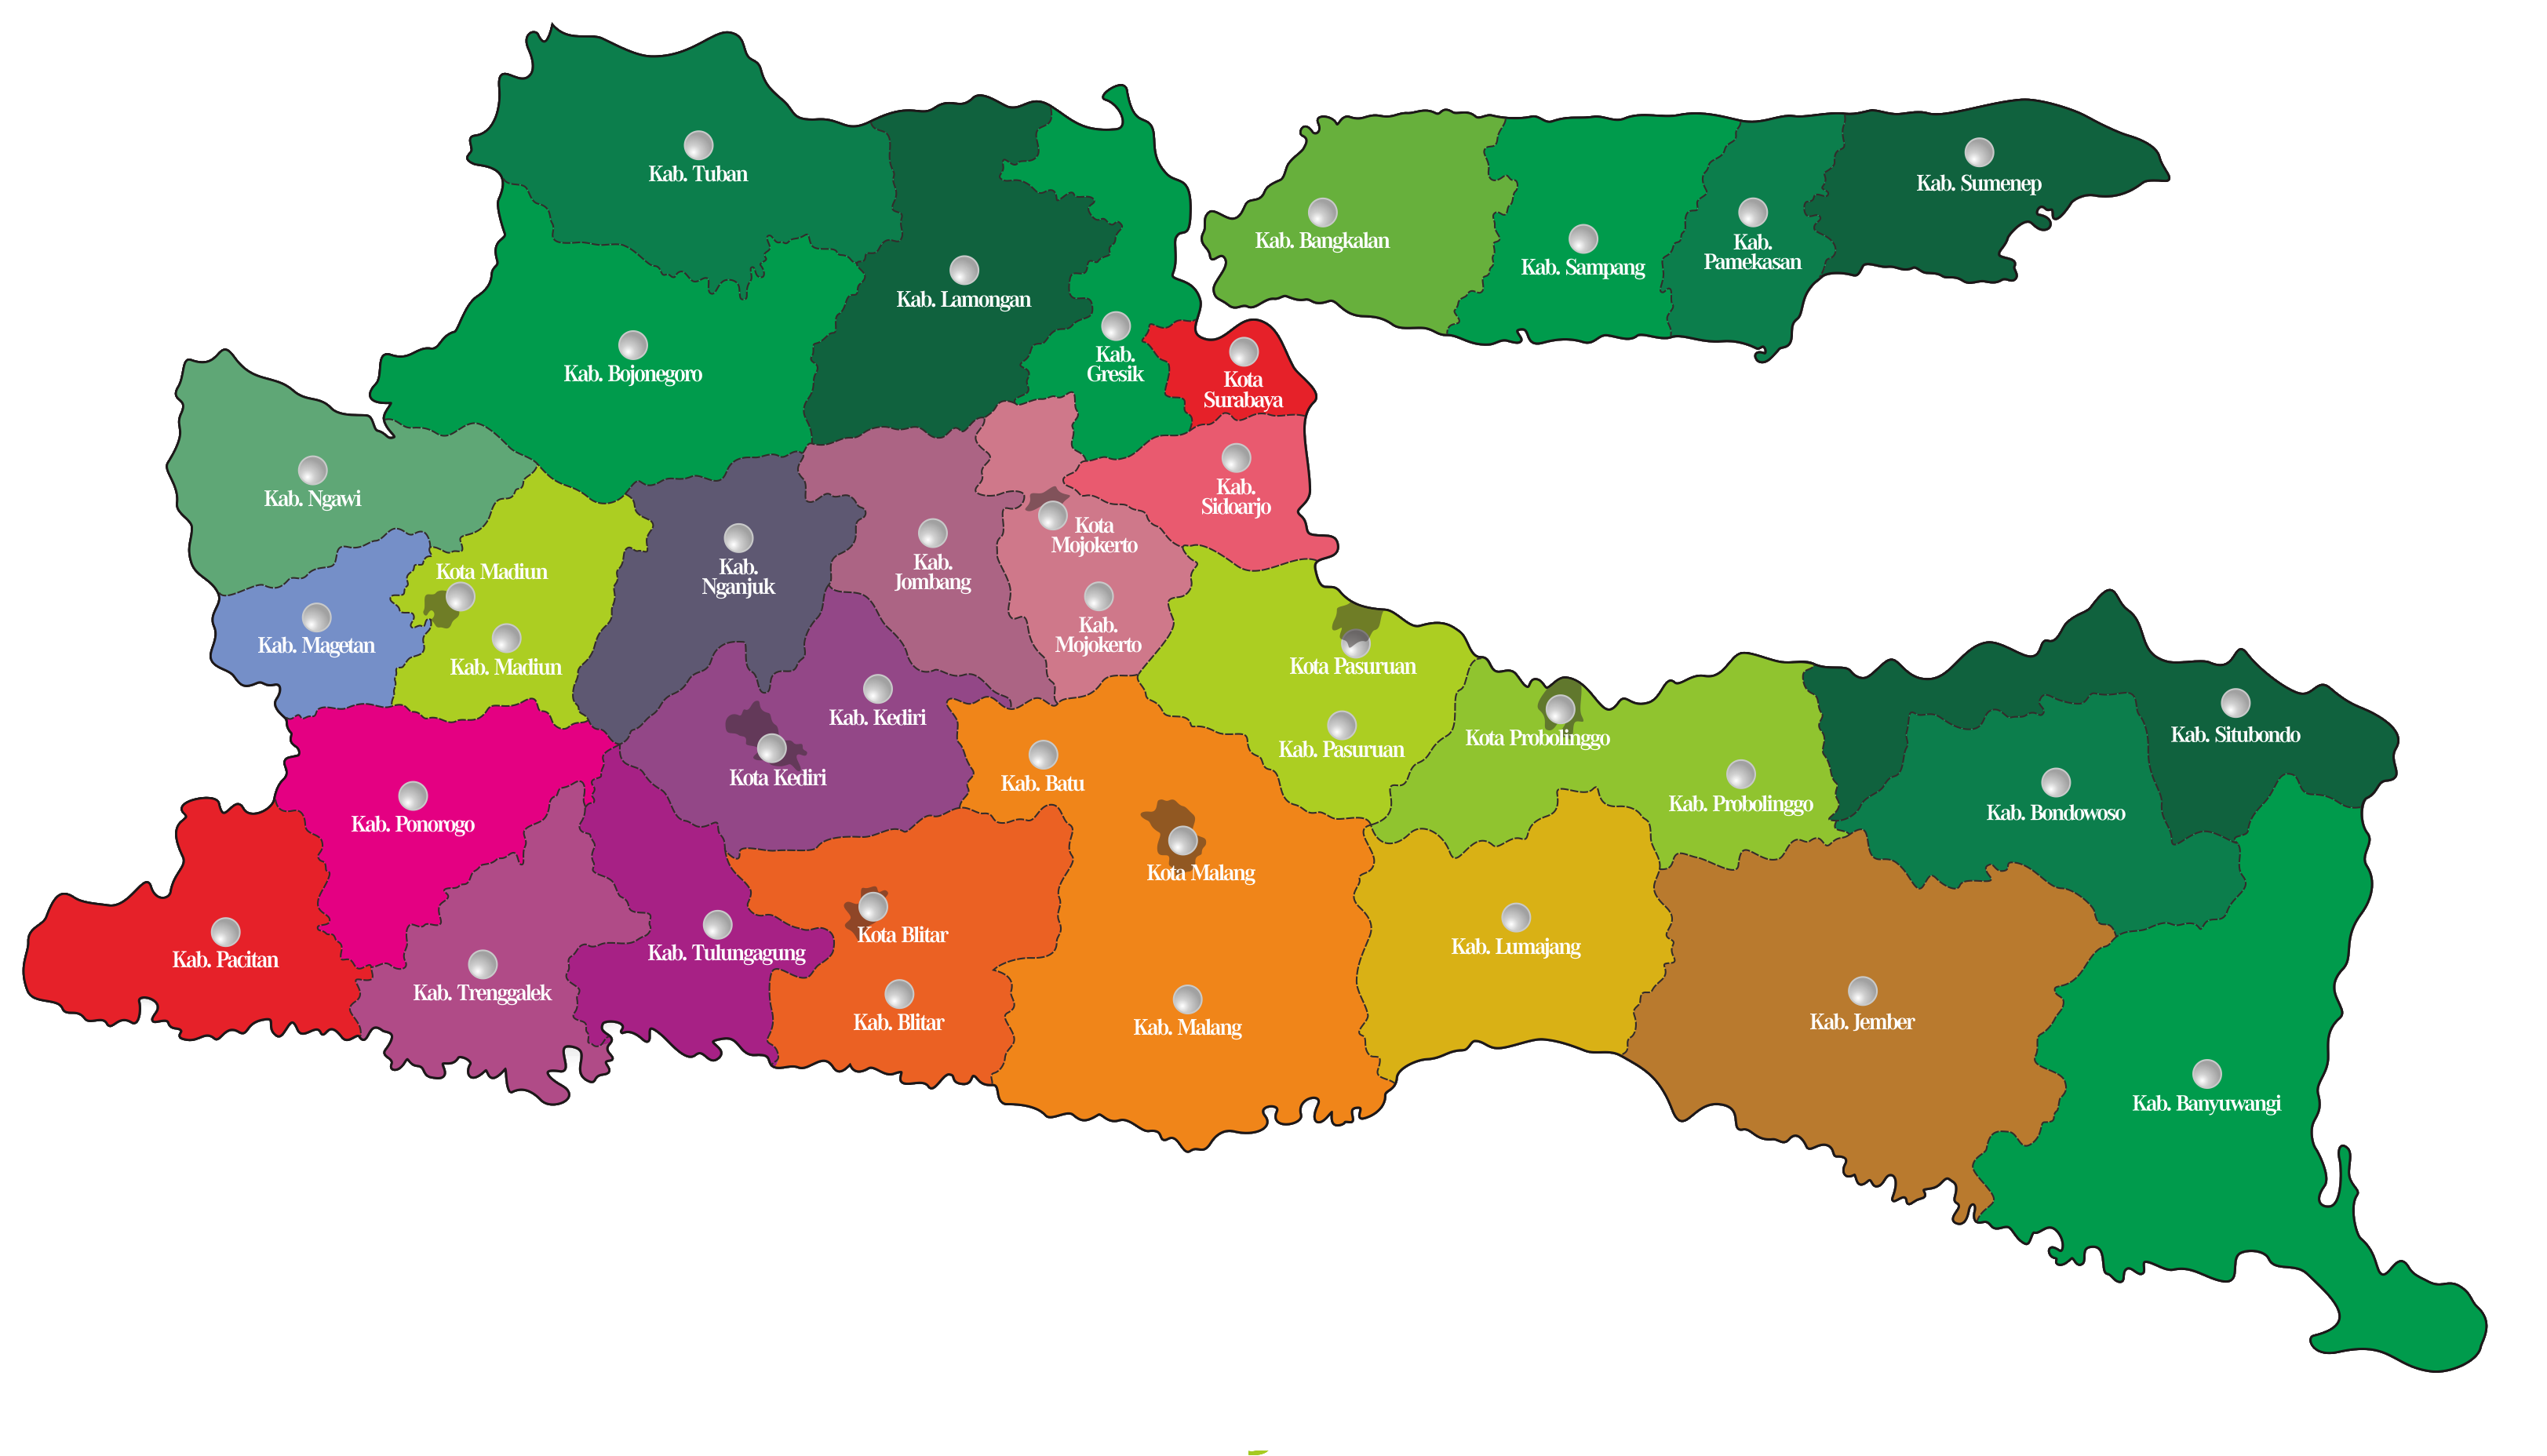 Kab. Tuban
Kab. Sumenep
Kab. Bangkalan
Kab. Sampang
Kab.
Pamekasan
Kab. Lamongan
Kab. Bojonegoro
Kab.
Gresik
Kota
Surabaya
Kab. Ngawi
Kab.
Sidoarjo
Kota
Mojokerto
Kota Madiun
Kab.
Nganjuk
Kab.
Jombang
Kab. Magetan
Kab. Madiun
Kab.
Mojokerto
Kota Pasuruan
Kab. Kediri
Kab. Pasuruan
Kota Probolinggo
Kab. Situbondo
Kota Kediri
Kab. Batu
Kab. Probolinggo
Kab. Bondowoso
Kab. Ponorogo
Kota Malang
Kab. Pacitan
Kab. Tulungagung
Kota Blitar
Kab. Lumajang
Kab. Trenggalek
Kab. Blitar
Kab. Malang
Kab. Jember
Kab. Banyuwangi